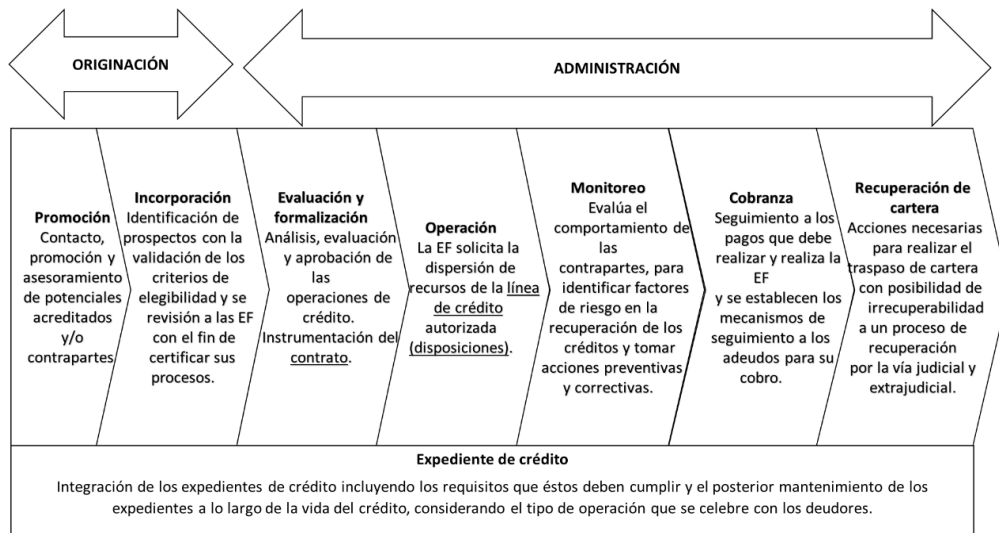 ORIGINACIÓN
ADMINISTRACIÓN
Promoción
Contacto,
promoción y
asesoramiento
de potenciales
acreditados
y/o
contrapartes
Incorporación
Identificación de
prospectos con la
validación de los
criterios de
elegibilidad y se
revisión a las EF
con el fin de
certificar sus
procesos.
Evaluación y
formalización
Análisis, evaluación
y aprobación de
las
operaciones de
crédito.
Instrumentación del
contrato.
Operación
La EF solicita la
dispersión de
recursos de la línea
de crédito
autorizada
(disposiciones).
Monitoreo
Evalúa el
comportamiento de
las
contrapartes, para
identificar factores
de riesgo en la
recuperación de los
créditos y tomar
acciones preventivas
y correctivas.
Cobranza
Seguimiento a los
pagos que debe
realizar y realiza la
EF
y se establecen los
mecanismos de
seguimiento a los
adeudos para su
cobro.
Recuperación de
cartera
Acciones necesarias
para realizar el
traspaso de cartera
con posibilidad de
irrecuperabilidad
a un proceso de
recuperación
por la vía judicial y
extrajudicial.
Expediente de crédito
Integración de los expedientes de crédito incluyendo los requisitos que éstos deben cumplir y el posterior mantenimiento de los
expedientes a lo largo de la vida del crédito, considerando el tipo de operación que se celebre con los deudores.